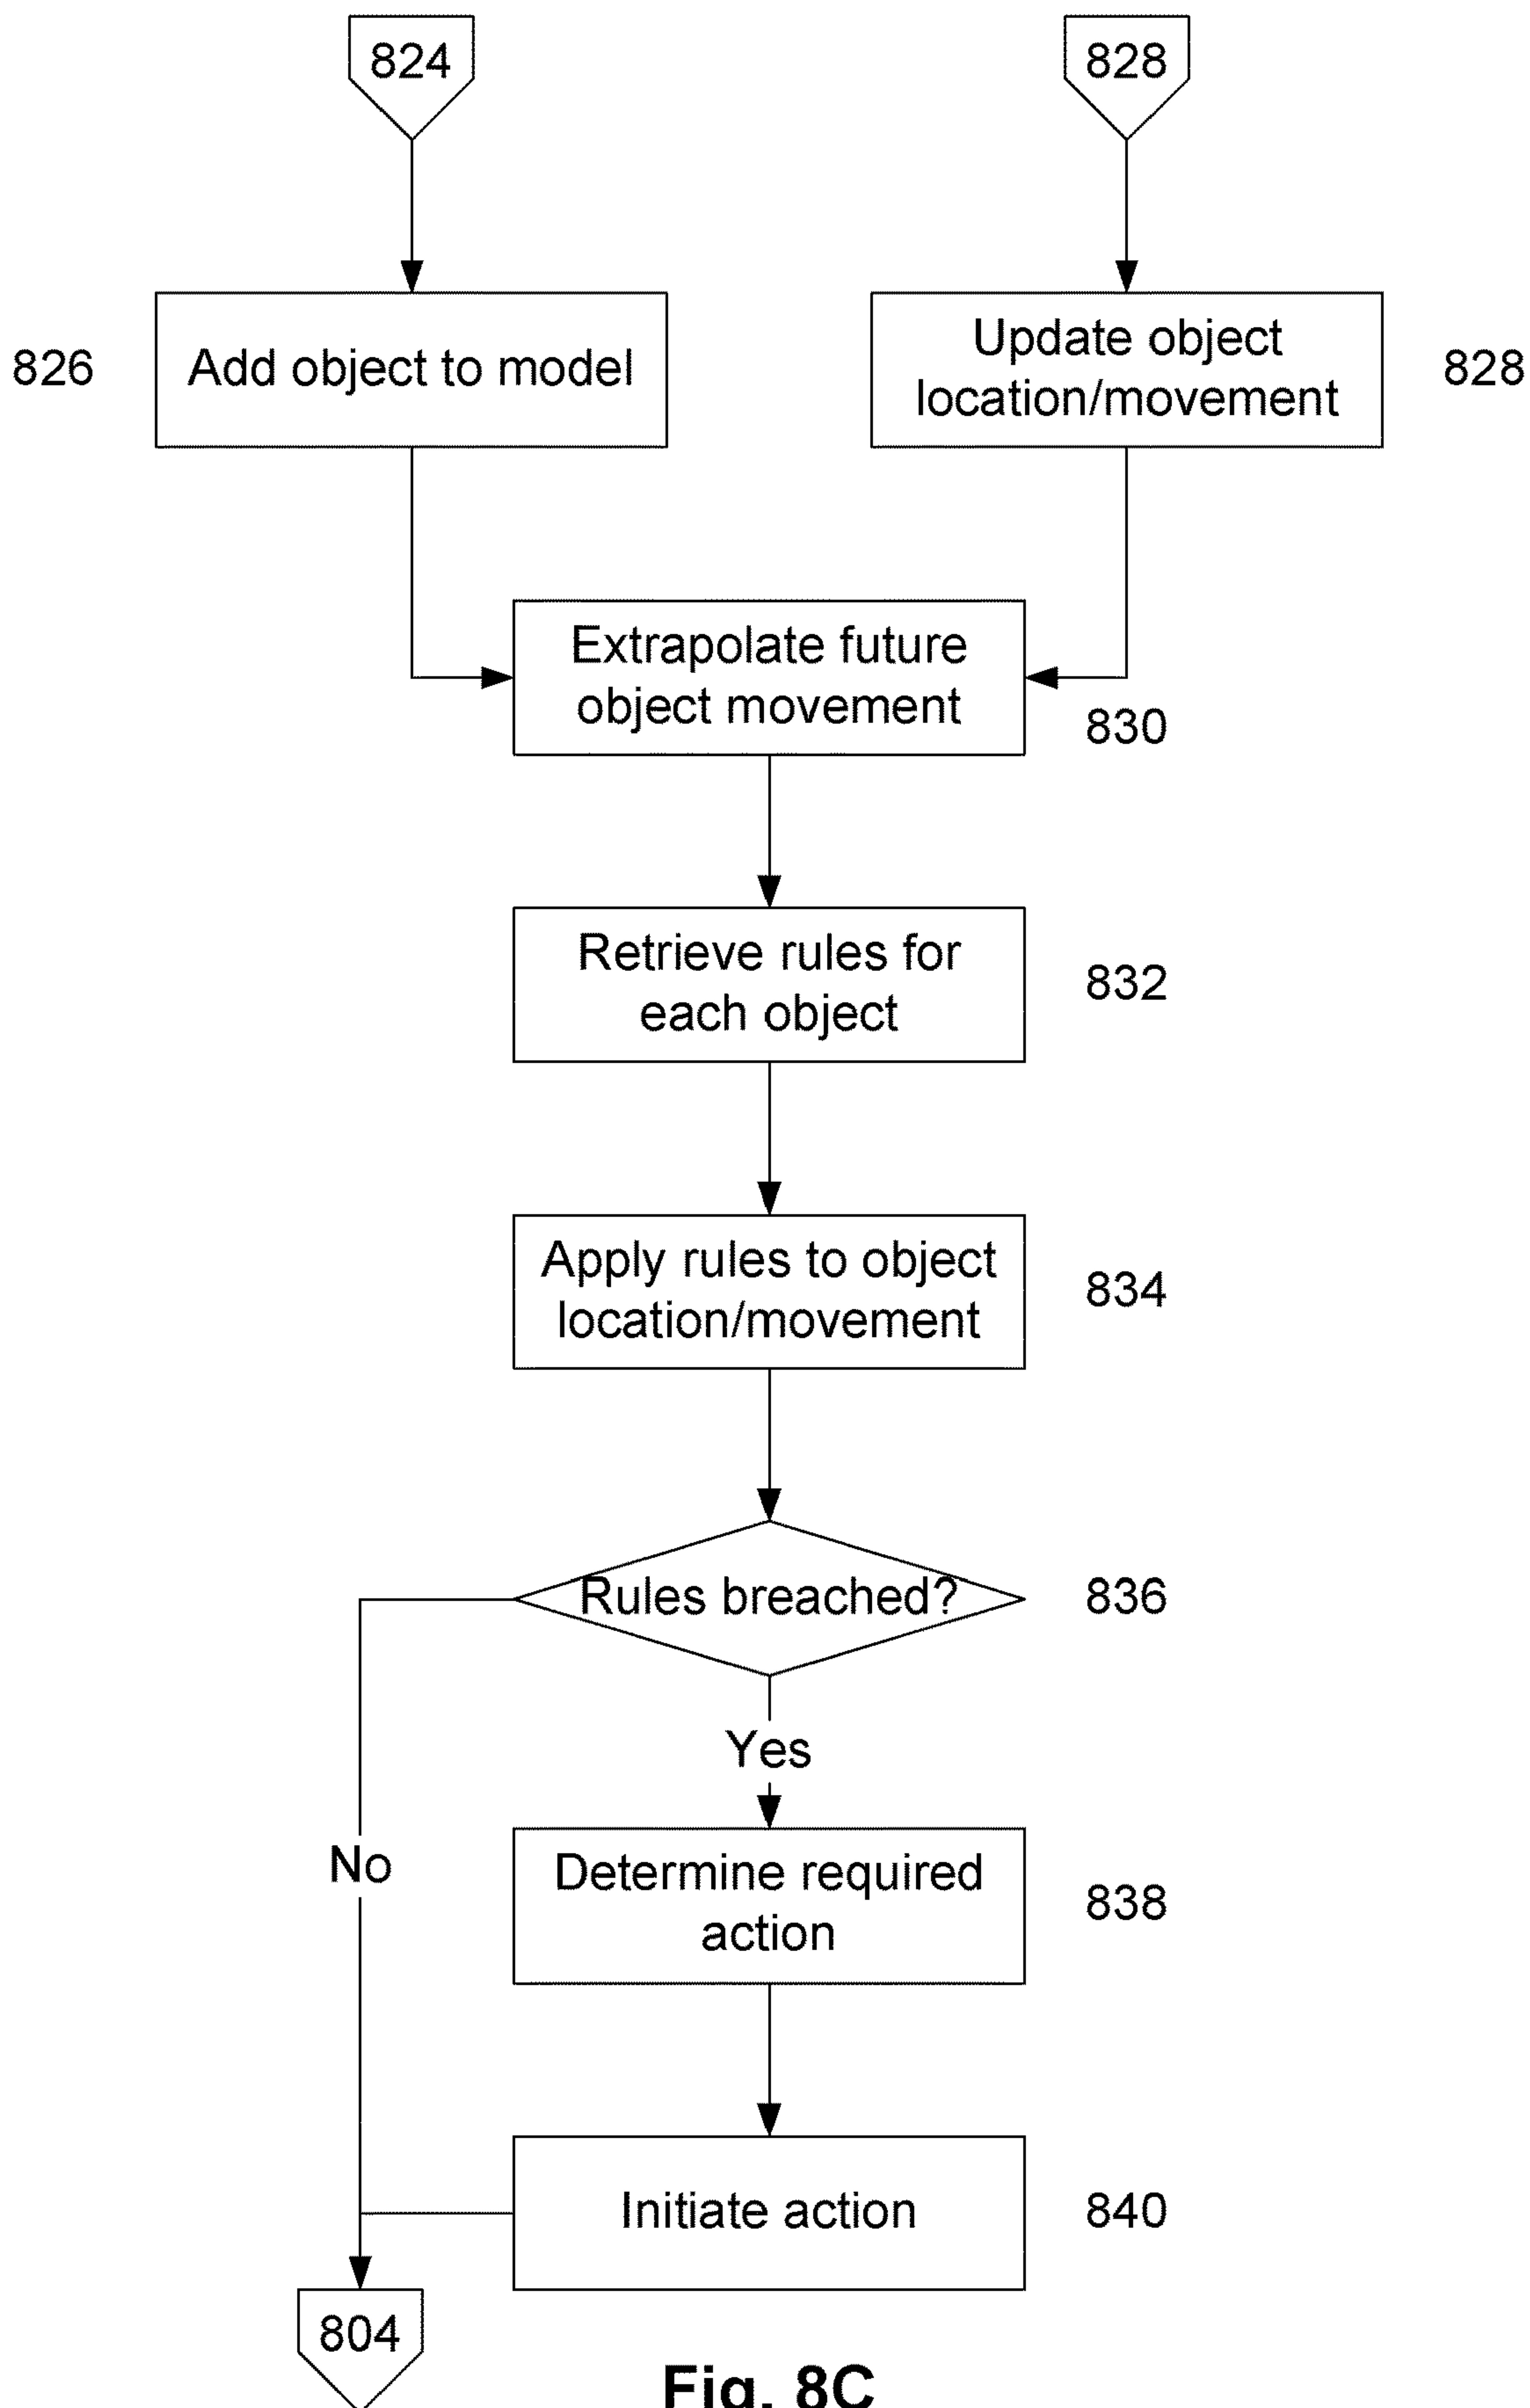 824
828
826
Add object to model
Update object
location/movement
828
Extrapolate future
object movement
830
Retrieve rules for
each object
832
Apply rules to object
location/movement
834
Rules breached?
836
Yes
No
Determine required
action
838
Initiate action
840
804
Fig. 8C